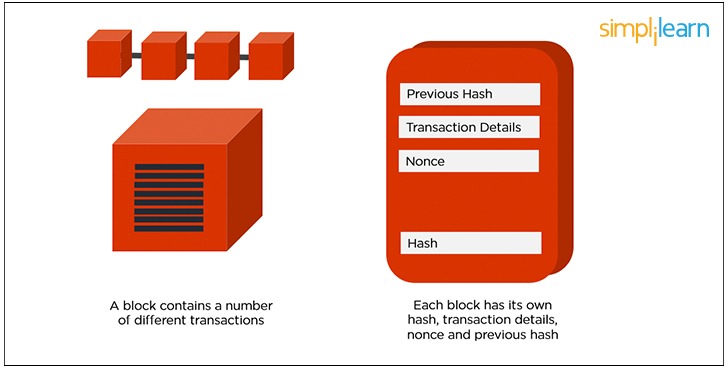 simplilearn
Previous Hash
Transaction Details
Nonce
Hash
A block contains a number
of different transactions
Each block has its own
hash, transaction details,
nonce and previous hash